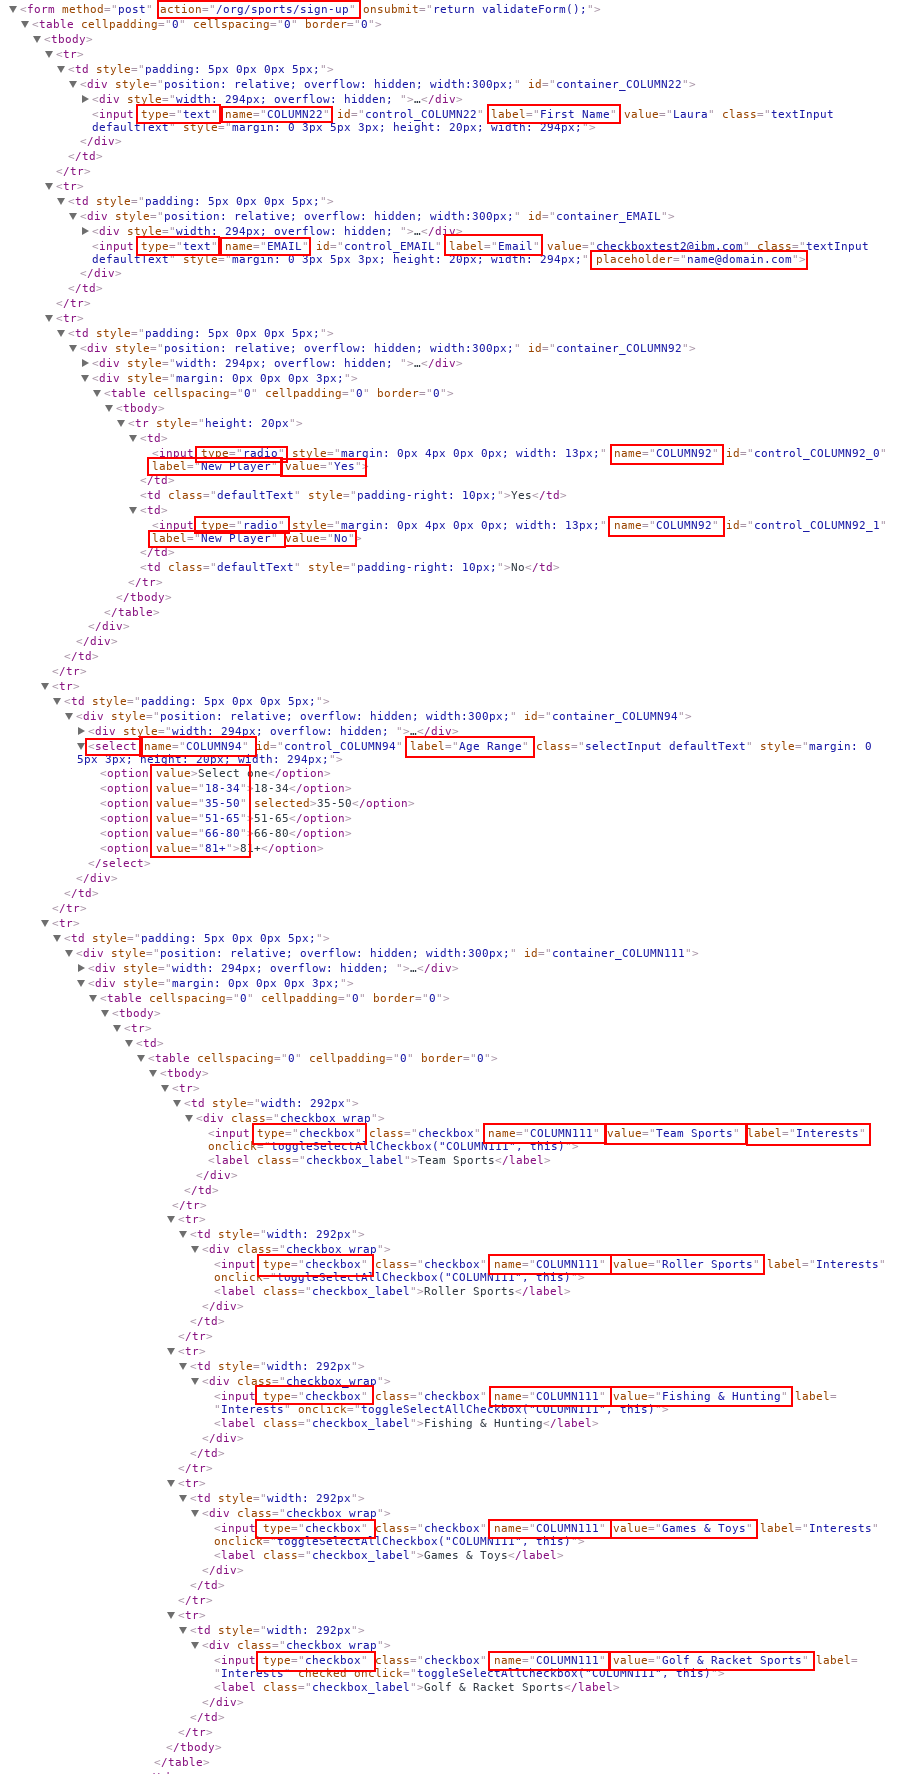 <form method="post" action="/org/sports/sign-up" onsubmit="return validateForm();">
<table cellpadding="0" cellspacing="0" border="0">
<tbody>
<tr>
<td style="padding: 5px 0px 0px 5px;">
<div style="position: relative; overflow: hidden; width:300px;" id="container_COLUMN22">
<div style="width: 294px; overflow: hidden; ">…</div>
<input type="text" name="COLUMN22" id="control_COLUMN22" label="First Name" value="Laura" class="textInput
defaultText" style="margin: 0 3px 5px 3px; height: 20px; width: 294px;">
</div>
</td>
</tr>
<tr>
<td style="padding: 5px 0px 0px 5px;">
<div style="position: relative; overflow: hidden; width:300px;" id="container_EMAIL">
<div style="width: 294px; overflow: hidden; ">…</div>
<input type="text" name="EMAIL" id="control_EMAIL" label="Email" value="checkboxtest2@ibm.com" class="textInput
defaultText" style="margin: 0 3px 5px 3px; height: 20px; width: 294px;" placeholder="name@domain.com">
</div>
</td>
</tr>
<tr>
<td style="padding: 5px 0px 0px 5px;">
<div style="position: relative; overflow: hidden; width:300px;" id="container_COLUMN92">
<div style="width: 294px; overflow: hidden; ">…</div>
<div style="margin: 0px 0px 0px 3px;">
<table cellspacing="0" cellpadding="0" border="0">
<tbody>
<tr style="height: 20px">
<td>
<input type="radio" style="margin: 0px 4px 0px 0px; width: 13px;" name="COLUMN92" id="control_COLUMN92_0"
label="New Player" value="Yes">
</td>
<td class="defaultText" style="padding-right: 10px;">Yes</td>
<td>
<input type="radio" style="margin: 0px 4px 0px 0px; width: 13px;" name="COLUMN92" id="control_COLUMN92_1"
label="New Player" value="No">
</td>
<td class="defaultText" style="padding-right: 10px;">No</td>
</tr>
</tbody>
</table>
</div>
</div>
</td>
</tr>
<tr>
<td style="padding: 5px 0px 0px 5px;">
<div style="position: relative; overflow: hidden; width:300px;" id="container_COLUMN94">
<div style="width: 294px; overflow: hidden; ">…</div>
<select name="COLUMN94" id="control_COLUMN94" label="Age Range" class="selectInput defaultText" style="margin: 0
5px 3px; height: 20px; width: 294px;">
<option value>Select one</option>
<option value="18-34">18-34</option>
<option value="35-50" selected>35-50</option>
<option value="51-65">51-65</option>
<option value="66-80">66-80</option>
<option value="81+">81+</option>
</select>
</div>
</td>
</tr>
<tr>
<td style="padding: 5px 0px 0px 5px;">
<div style="position: relative; overflow: hidden; width:300px;" id="container_COLUMN111">
<div style="width: 294px; overflow: hidden; ">…</div>
<div style="margin: 0px 0px 0px 3px;">
<table cellspacing="0" cellpadding="0" border="0">
<tbody>
<tr>
<td>
<table cellspacing="0" cellpadding="0" border="0">
<tbody>
<tr>
<td style="width: 292px">
<div class="checkbox_wrap">
<input type="checkbox" class="checkbox" name="COLUMN111" value="Team Sports" label="Interests"
onclick="toggleSelectAllCheckbox("COLUMN111", this)">
<label class="checkbox_label">Team Sports</label>
</div>
</td>
</tr>
<tr>
<td style="width: 292px">
<div class="checkbox_wrap">
<input type="checkbox" class="checkbox" name="COLUMN111" value="Roller Sports" label="Interests"
onclick="toggleSelectAllCheckbox("COLUMN111", this)">
<label class="checkbox_label">Roller Sports</label>
</div>
</td>
</tr>
<tr>
<td style="width: 292px">
<div class="checkbox_wrap">
<input type="checkbox" class="checkbox" name="COLUMN111" value="Fishing & Hunting" label=
"Interests" onclick="toggleSelectAllCheckbox("COLUMN111", this)">
<label class="checkbox_label">Fishing & Hunting</label>
</div>
</td>
</tr>
<tr>
<td style="width: 292px">
<div class="checkbox_wrap">
<input type="checkbox" class="checkbox" name="COLUMN111" value="Games & Toys" label="Interests"
onclick="toggleSelectAllCheckbox("COLUMN111", this)">
<label class="checkbox_label">Games & Toys</label>
</div>
</td>
</tr>
<tr>
<td style="width: 292px">
<div class="checkbox_wrap">
<input type="checkbox" class="checkbox" name="COLUMN111" value="Golf & Racket Sports" label=
"Interests" checked onclick="toggleSelectAllCheckbox("COLUMN111", this)">
<label class="checkbox_label">Golf & Racket Sports</label>
</div>
</td>
</tr>
</tbody>
</table>